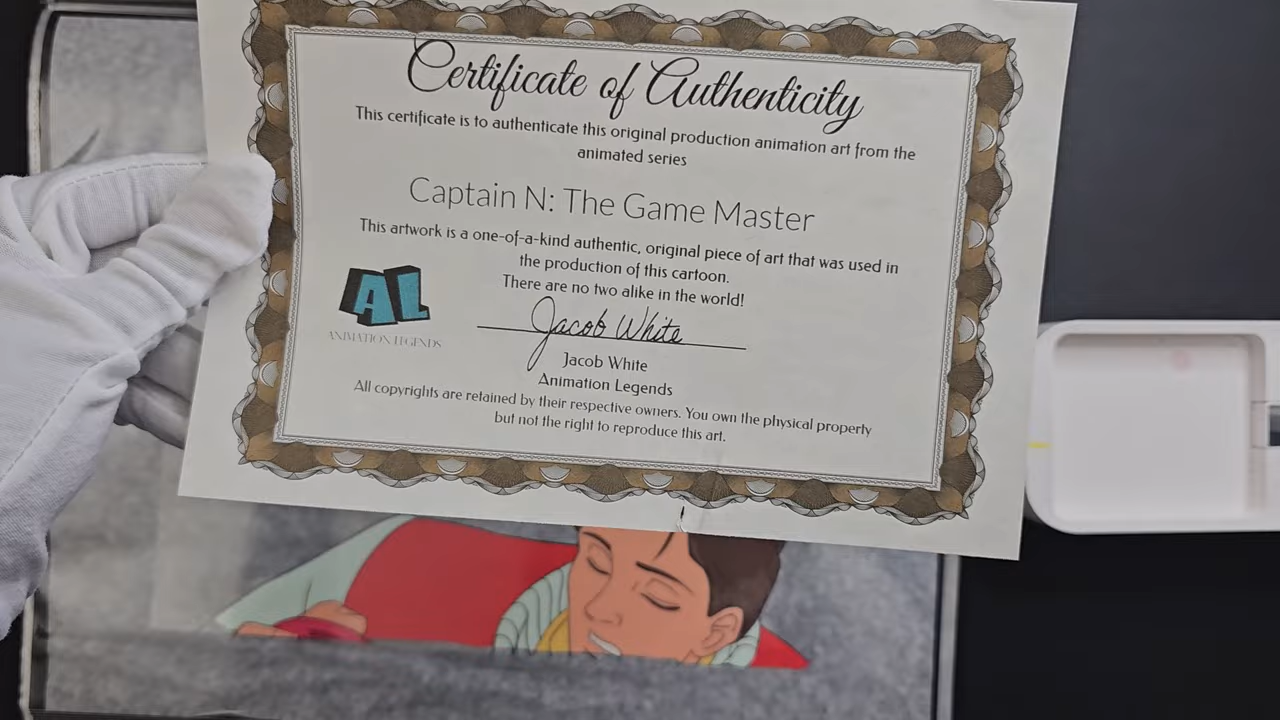 Certificate of Authenticity
This certificate is to authenticate this original production animation art from the
animated series
Captain N: The Game Master
This artwork is a one-of-a-kind authentic, original piece of art that was used in
the production of this cartoon.
There are no two alike in the world!
AL
ANIMATION LEGENDS
Jacob White
Jacob White
Animation Legends
All copyrights are retained by their respective owners. You own the physical property
but not the right to reproduce this art.